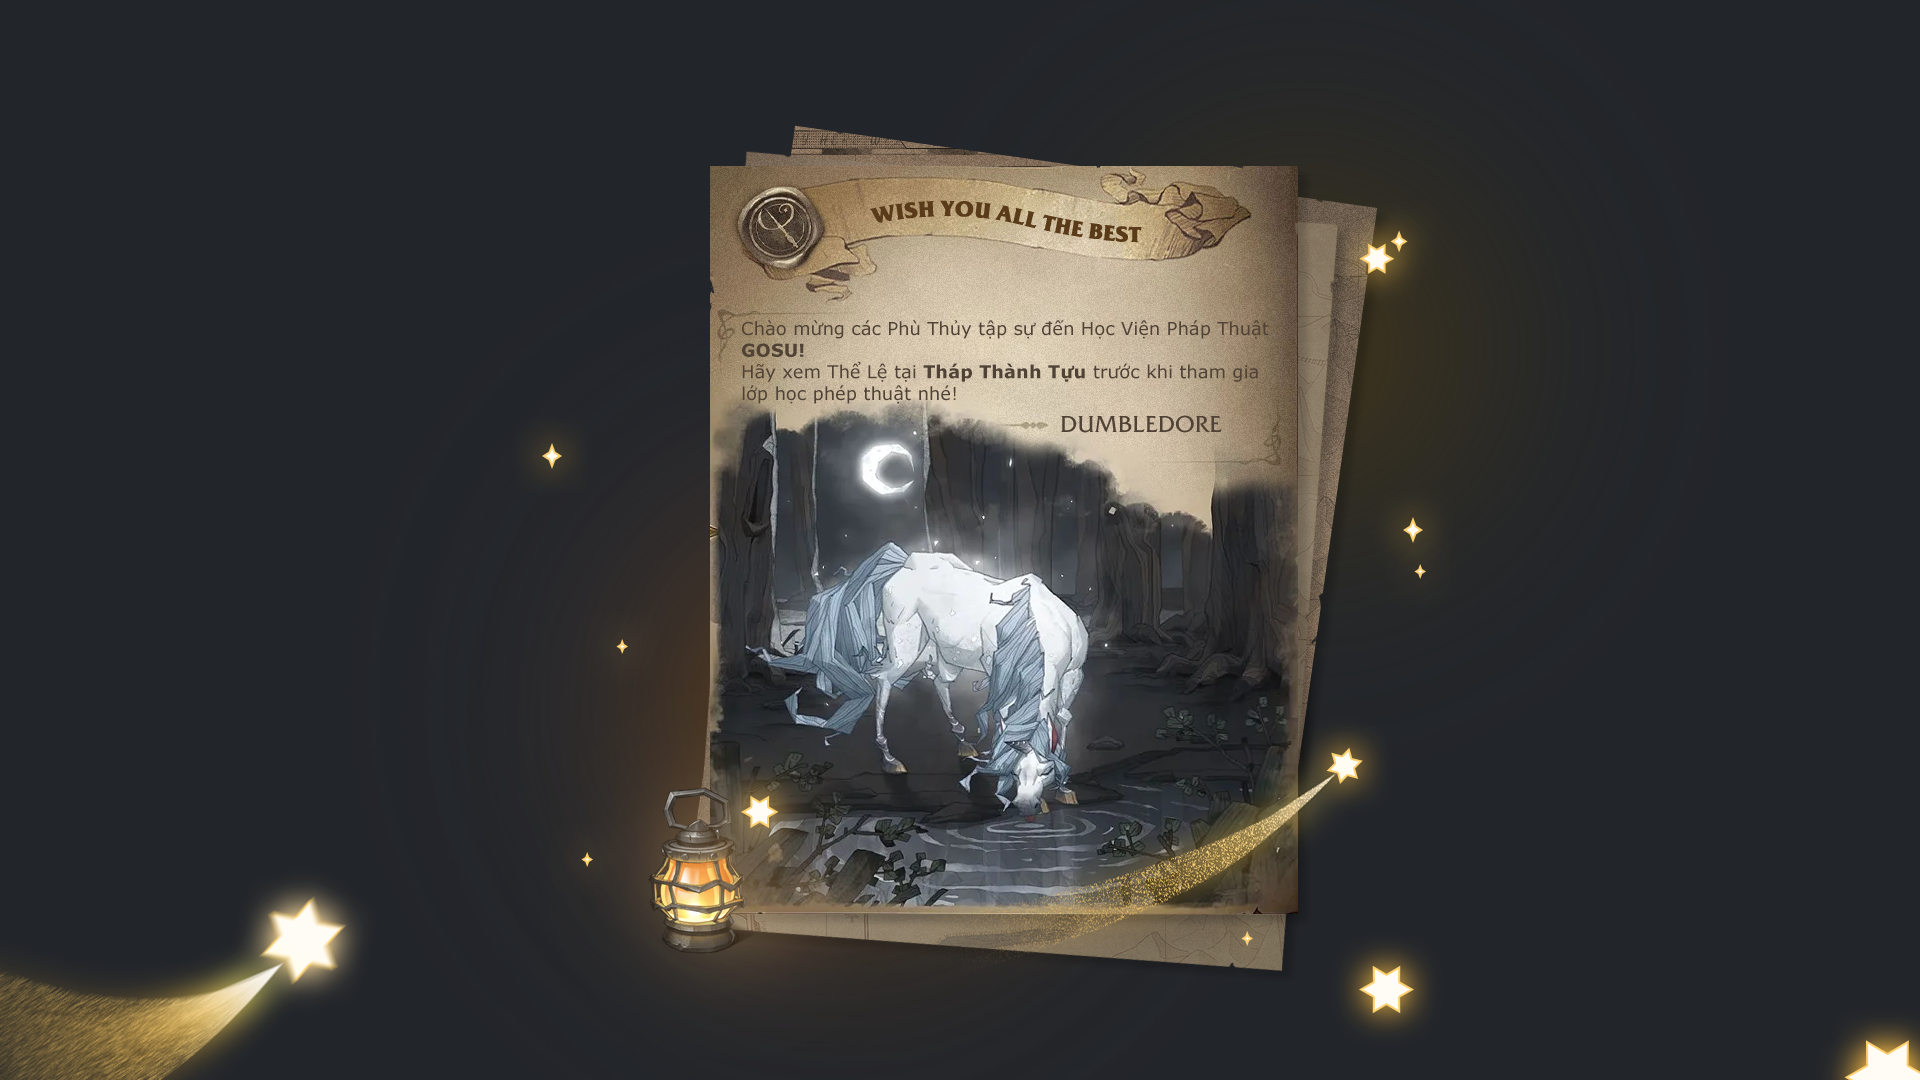 WISH YOU ALL THE BEST
Chào mừng các Phù Thủy tập sự đến Học Viện Pháp Thuật
GOSU!
Hãy xem Thể Lệ tại Tháp Thành Tựu trước khi tham gia
lớp học phép thuật nhé!
DUMBLEDORE